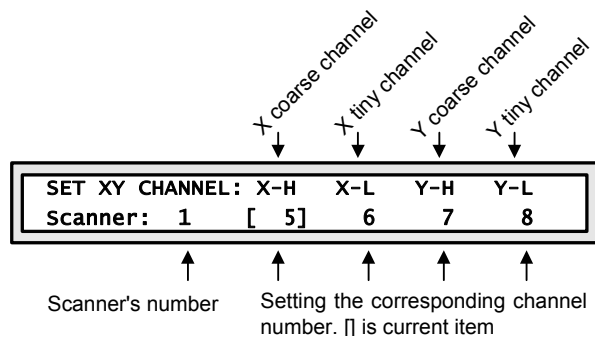 X coarse channel
X tiny channel
Y coarse channel
Y tiny channel
SET XY CHANNEL: X-H X-L Y-H Y-L
Scanner: 1 [ 5] 6 7 8
Scanner's number
Setting the corresponding channel
number. [] is current item